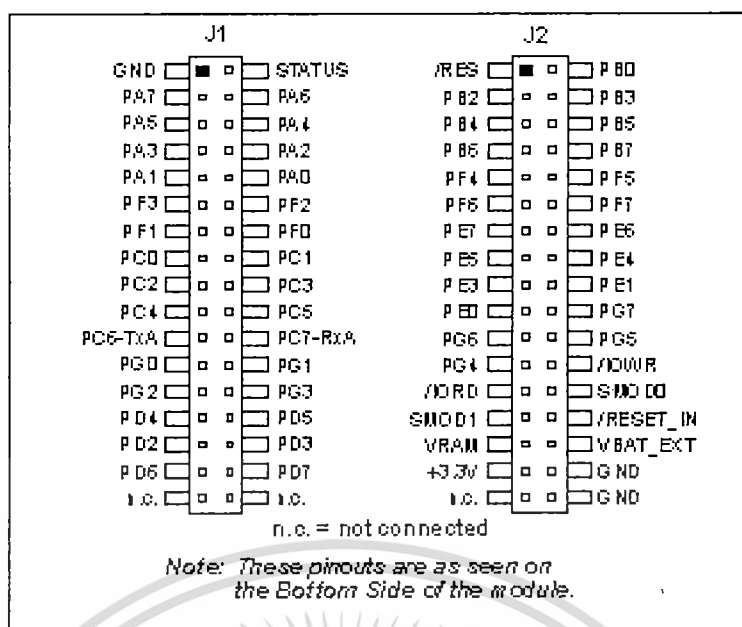 J1 J2
GND STATUS /RES PB0
PA7 PA6 PB2 PB3
PA5 PA4 PB4 PB5
PA3 PA2 PB6 PB7
PA1 PA0 PF4 PF5
PF3 PF2 PF6 PF7
PF1 PF0 PE7 PE6
PC0 PC1 PE5 PE4
PC2 PC3 PE3 PE1
PC4 PC5 PE0 PG7
PC6-TxA PC7-RxA PG6 PG5
PG0 PG1 PG4 /IOWR
PG2 PG3 /IORD SMOD0
PD4 PD5 SMOD1 /RESET_IN
PD2 PD3 VRAM VBAT_EXT
PD6 PD7 +3.3V GND
n.c. n.c. n.c. GND
n.c. = not connected
Note: These pinouts are as seen on
the Bottom Side of the module.